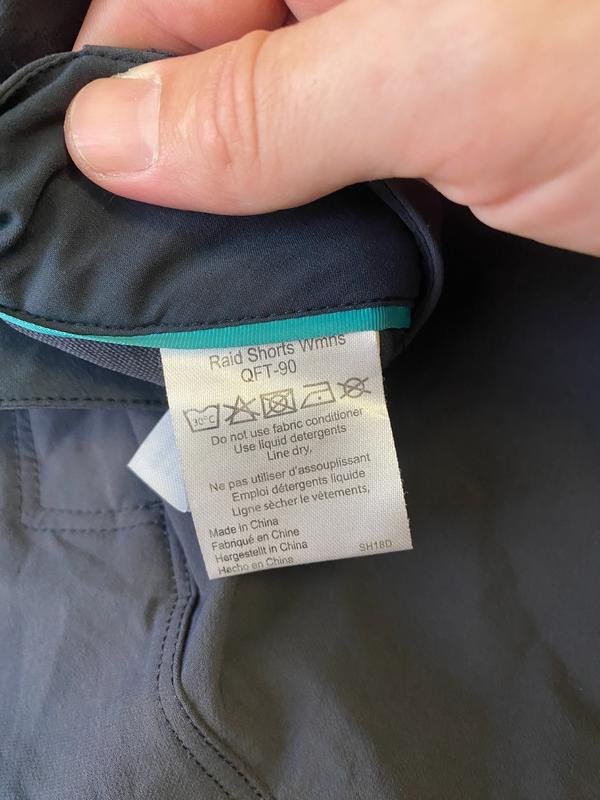 Raid Shorts Wmns
QFT-90
30°C
Do not use fabric conditioner
Use liquid detergents
Line dry,
Ne pas utiliser d'assouplissant
Emploi détergents liquide
Ligne sècher le vêtements,
Made in China
Fabriqué en Chine
Hergestellt in China
Hecho en China
SH18D